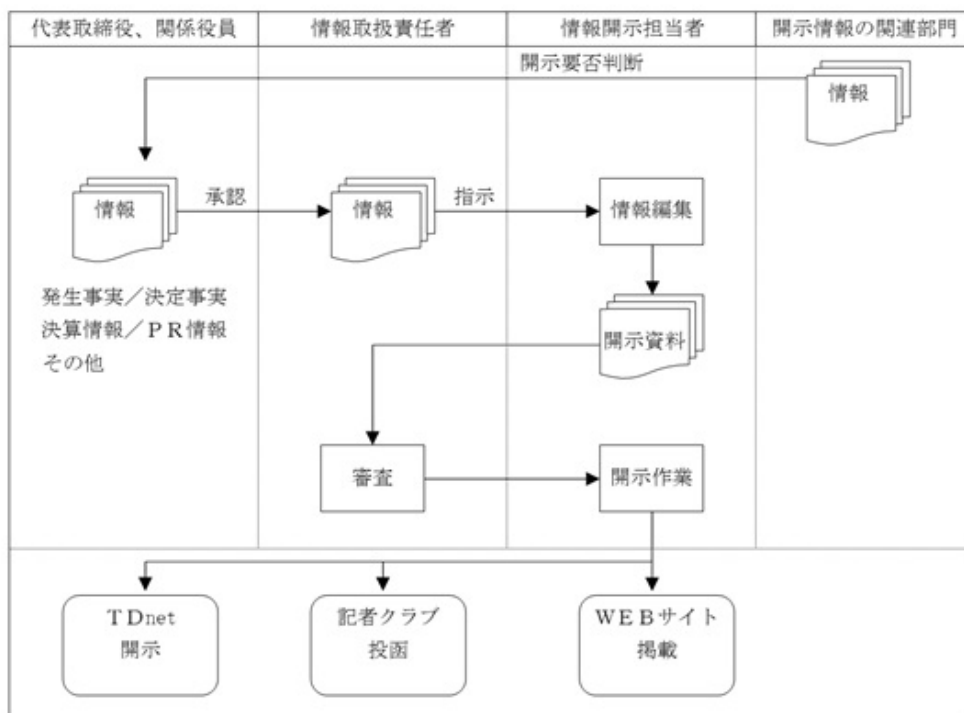 代表取締役、関係役員
情報取扱責任者
情報開示担当者
開示情報の関連部門
開示要否判断
情報
情報
承認
情報
指示
情報編集
発生事実／決定事実
決算情報／ＰＲ情報
その他
開示資料
審査
開示作業
ＴＤnet
開示
記者クラブ
投函
ＷＥＢサイト
掲載